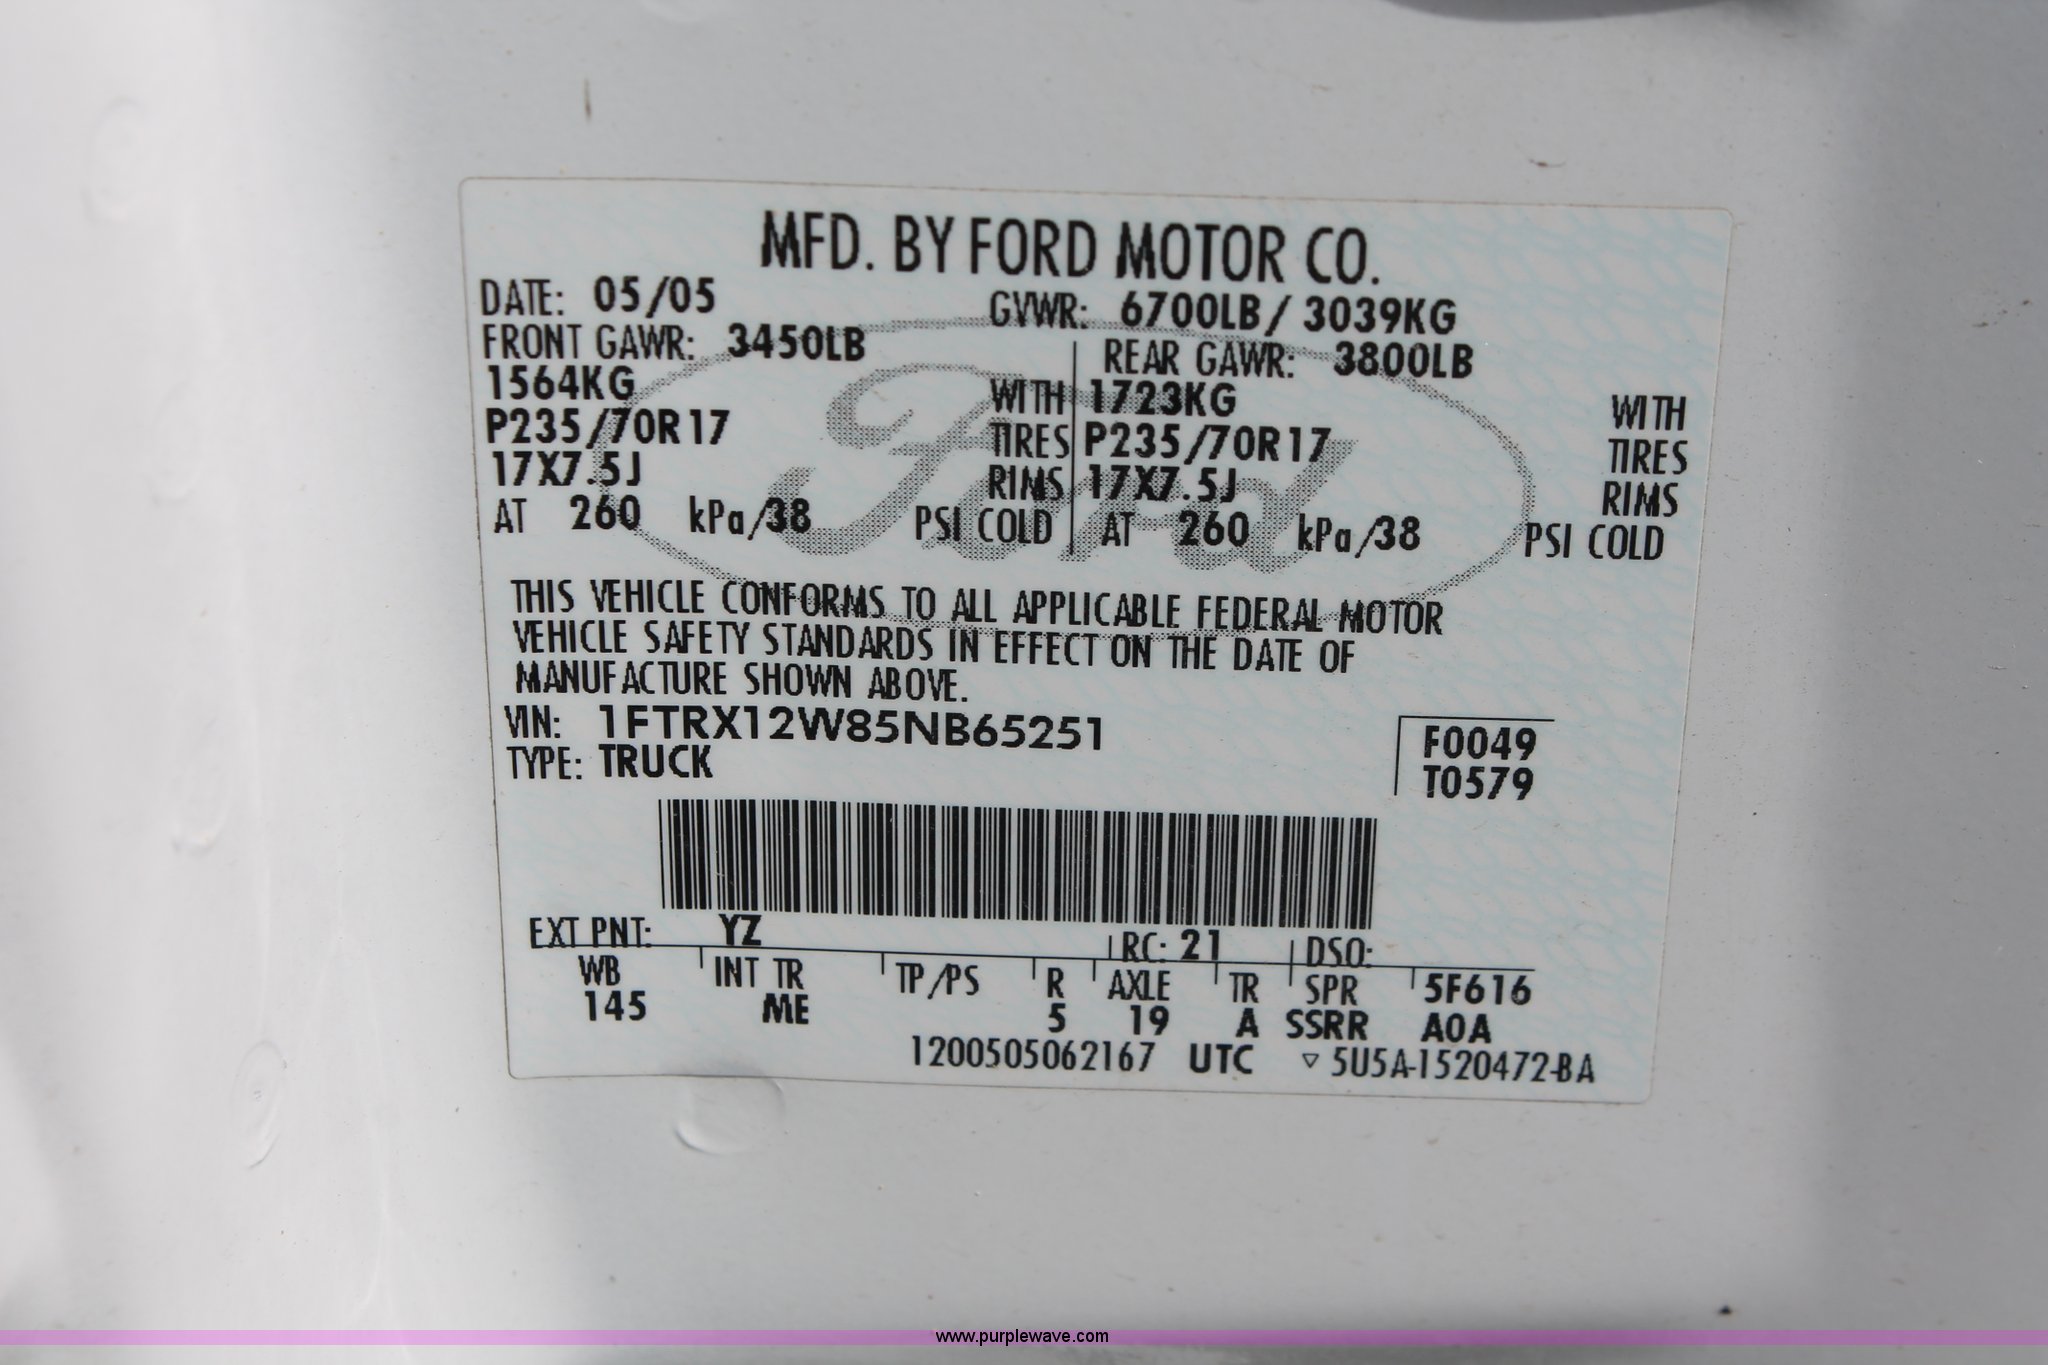 MFD. BY FORD MOTOR CO.
DATE: 05/05 GVWR: 6700LB/ 3039KG
FRONT GAWR: 3450LB REAR GAWR: 3800LB
1564KG WITH 1723KG WITH
P235/70R17 TIRES P235/70R17 TIRES
17X7.5J RIMS 17X7.5J RIMS
AT 260 kPa/38 PSI COLD AT 260 kPa/38 PSI COLD
Ford
THIS VEHICLE CONFORMS TO ALL APPLICABLE FEDERAL MOTOR
VEHICLE SAFETY STANDARDS IN EFFECT ON THE DATE OF
MANUFACTURE SHOWN ABOVE.
VIN: 1FTRX12W85NB65251 F0049
TYPE: TRUCK T0579
EXT PNT: YZ RC: 21 DSO:
WB INT TR TP/PS R AXLE TR SPR 5F616
145 ME 5 19 A SSRR A0A
1200505062167 UTC ▽ 5U5A-1520472-BA
www.purplewave.com